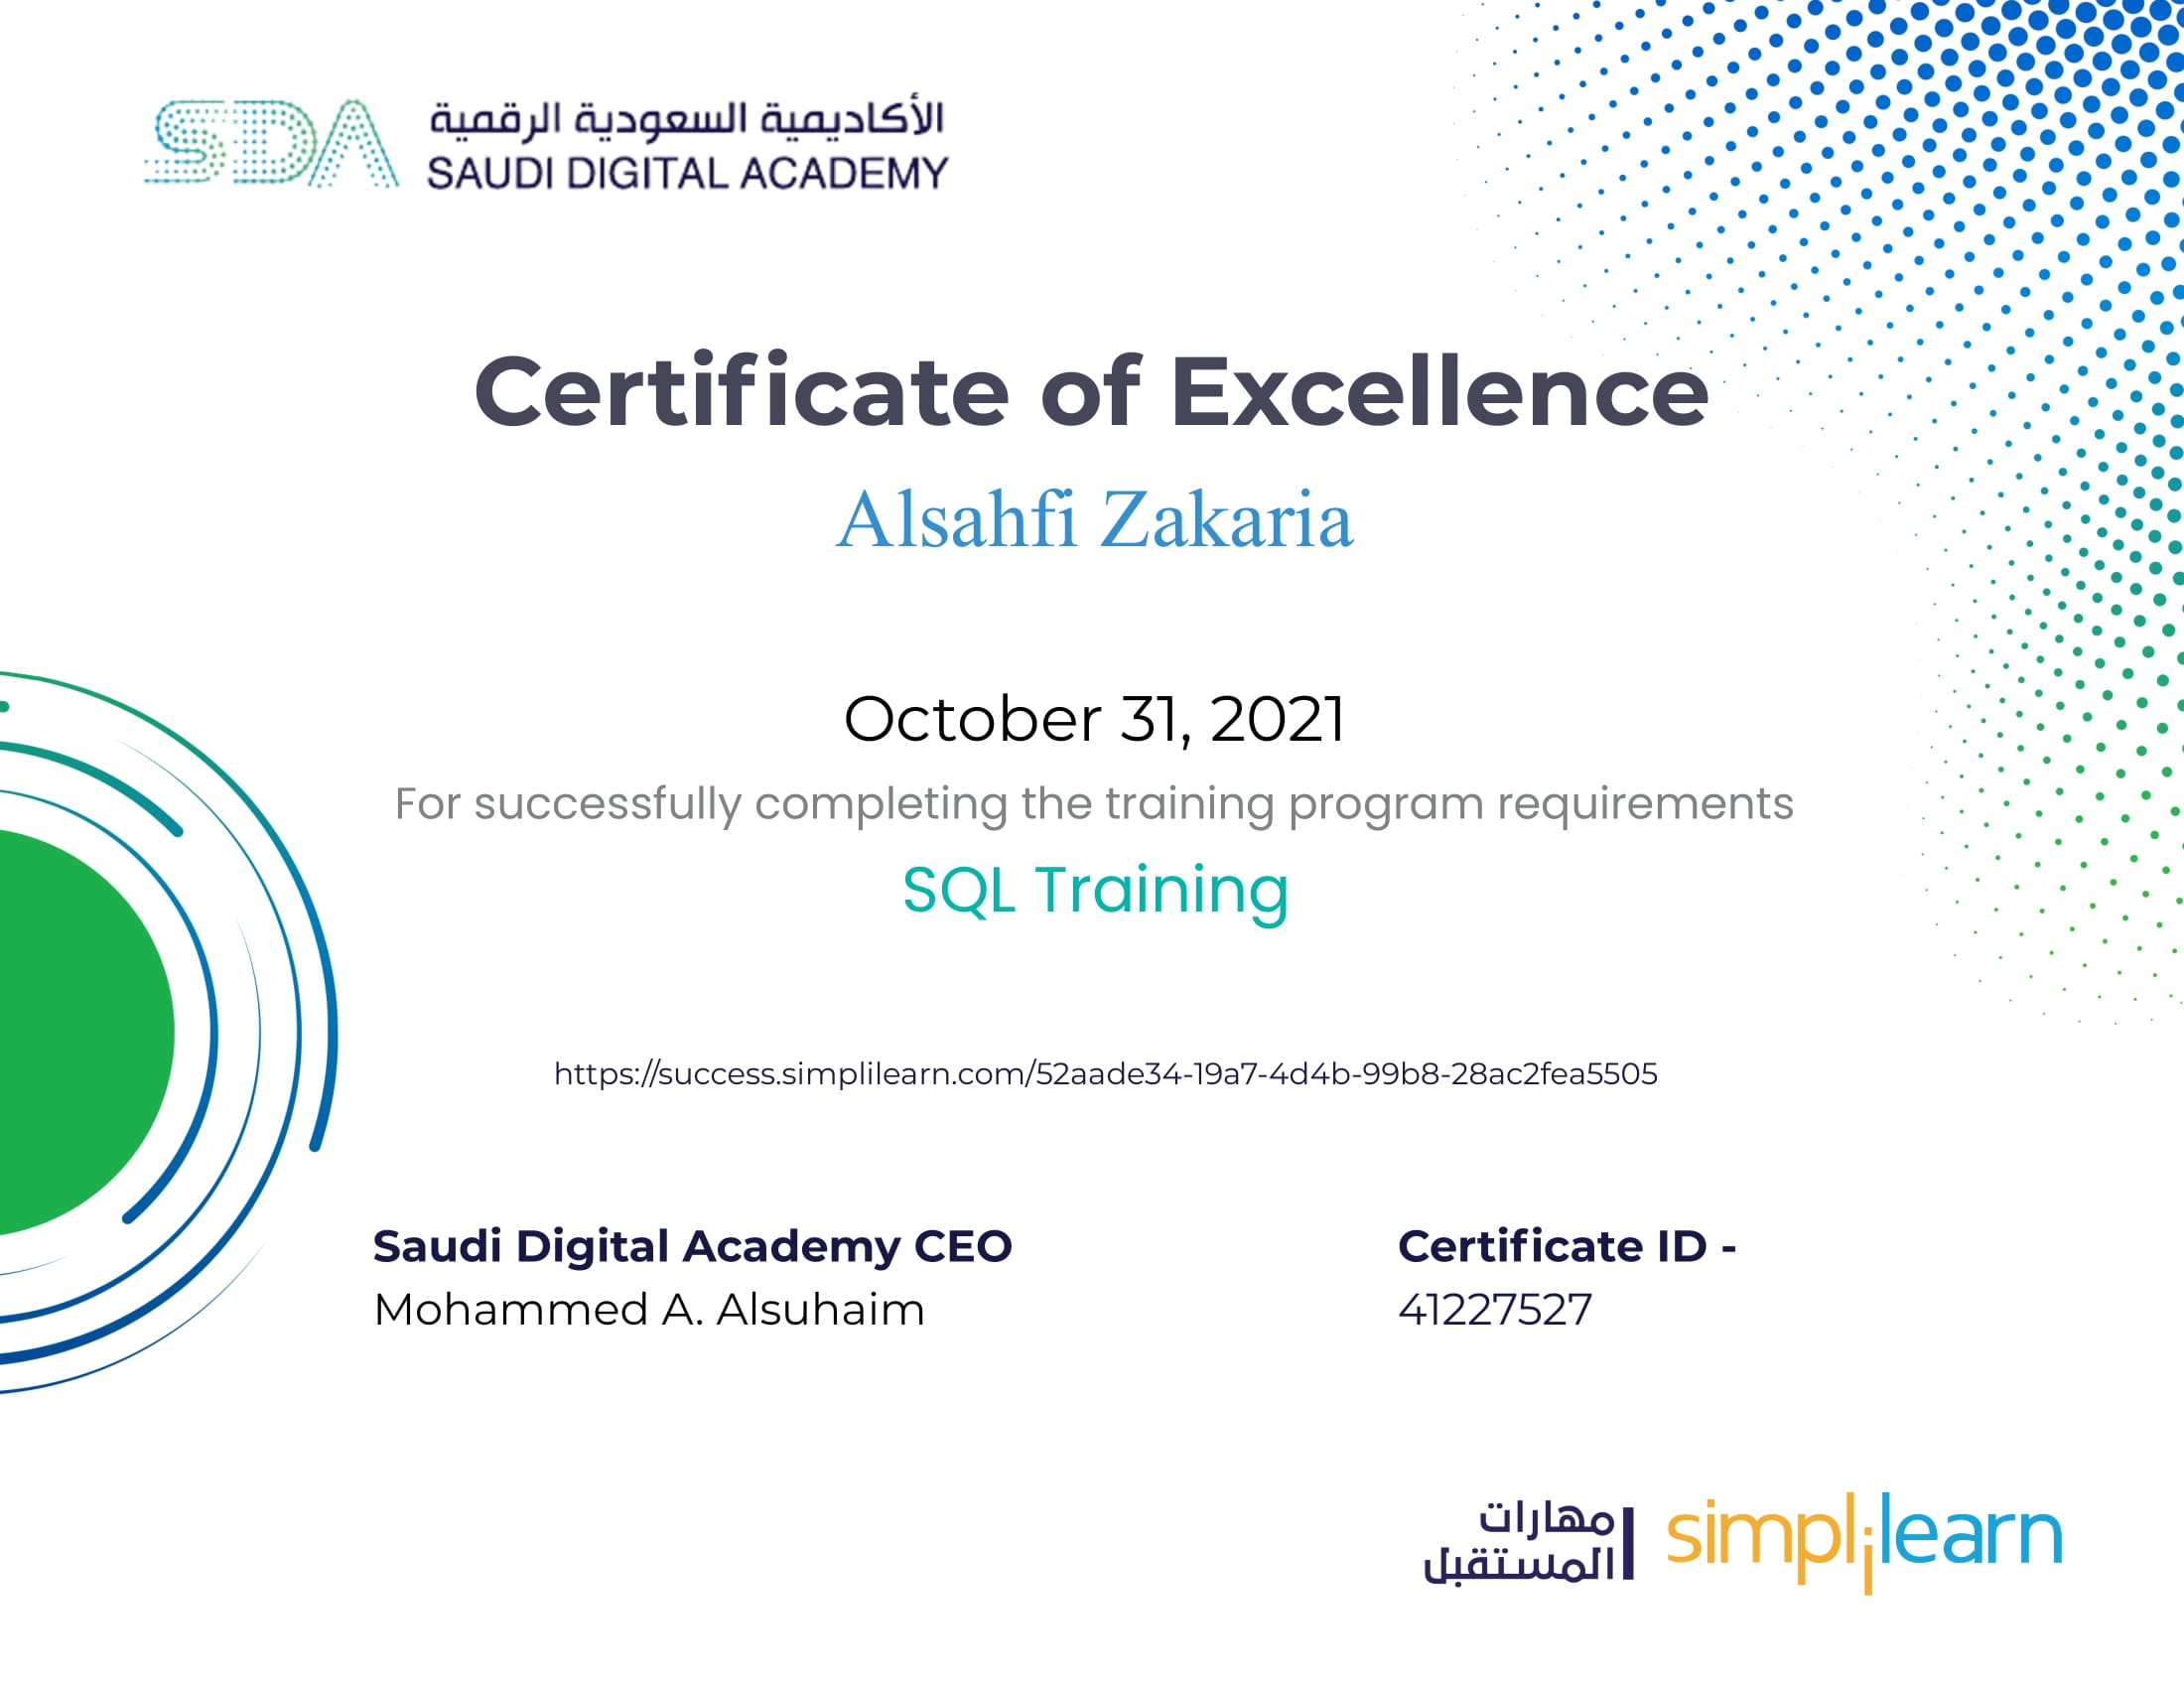 SDA
الأكاديمية السعودية الرقمية
SAUDI DIGITAL ACADEMY
Certificate of Excellence
Alsahfi Zakaria
October 31, 2021
For successfully completing the training program requirements
SQL Training
https://success.simplilearn.com/52aade34-19a7-4d4b-99b8-28ac2fea5505
Saudi Digital Academy CEO
Mohammed A. Alsuhaim
Certificate ID -
41227527
مهارات
المستقبل
simplilearn